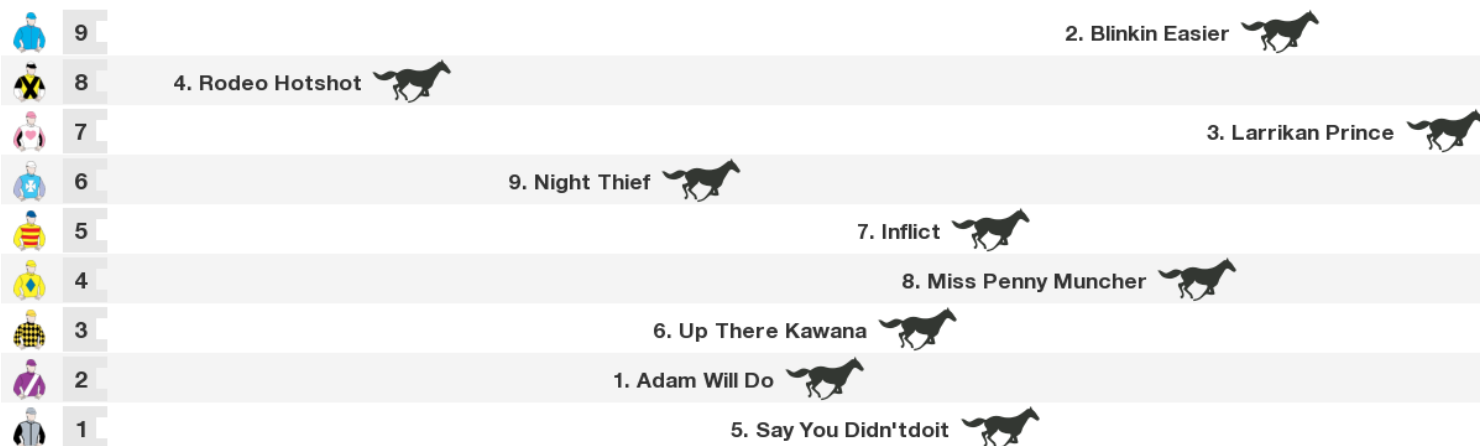 9 2. Blinkin Easier
8 4. Rodeo Hotshot
7 3. Larrikan Prince
6 9. Night Thief
5 7. Inflict
4 8. Miss Penny Muncher
3 6. Up There Kawana
2 1. Adam Will Do
1 5. Say You Didn'tdoit